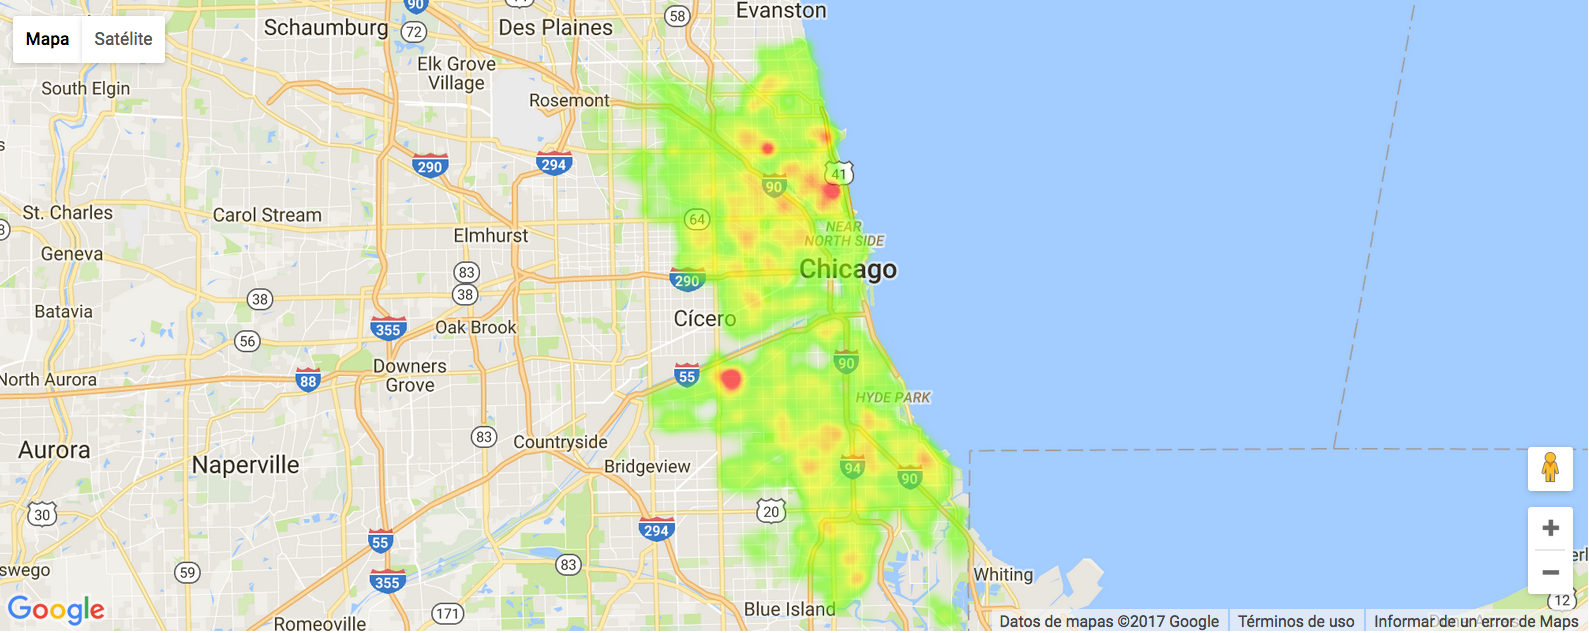 Mapa
Satélite
90
Schaumburg
72
Des Plaines
58
Evanston
Elk Grove
Village
South Elgin
Rosemont
290
294
41
90
St. Charles
Carol Stream
64
NEAR
NORTH SIDE
Elmhurst
Geneva
83
290
Chicago
38
38
Batavia
Cícero
355
Oak Brook
56
90
North Aurora
88
Downers
Grove
55
HYDE PARK
83
Countryside
Aurora
Naperville
Bridgeview
94
90
30
20
294
55
83
59
355
Whiting
Google
171
Blue Island
Romeoville
12
Datos de mapas ©2017 Google
Términos de uso
Informar de un error de Maps